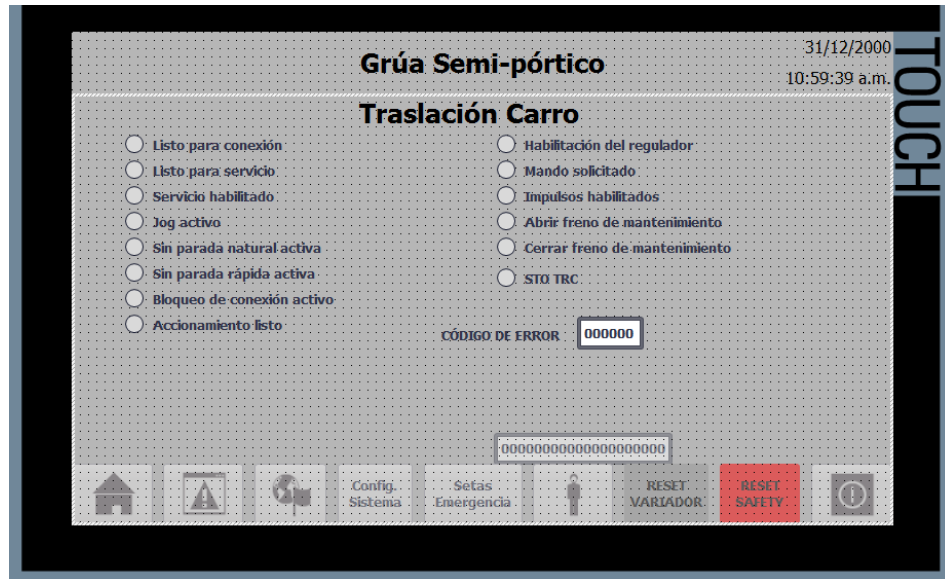 Grúa Semi-pórtico
31/12/2000
10:59:39 a.m.
TOUCH
Traslación Carro
Listo para conexión
Listo para servicio
Servicio habilitado
Jog activo
Sin parada natural activa
Sin parada rápida activa
Bloqueo de conexión activo
Accionamiento listo
Habilitación del regulador
Mando solicitado
Impulsos habilitados
Abrir freno de mantenimiento
Cerrar freno de mantenimiento
STO TRC
CÓDIGO DE ERROR 000000
00000000000000000000
Config.
Sistema
Setas
Emergencia
RESET
VARIADOR
RESET
SAFETY